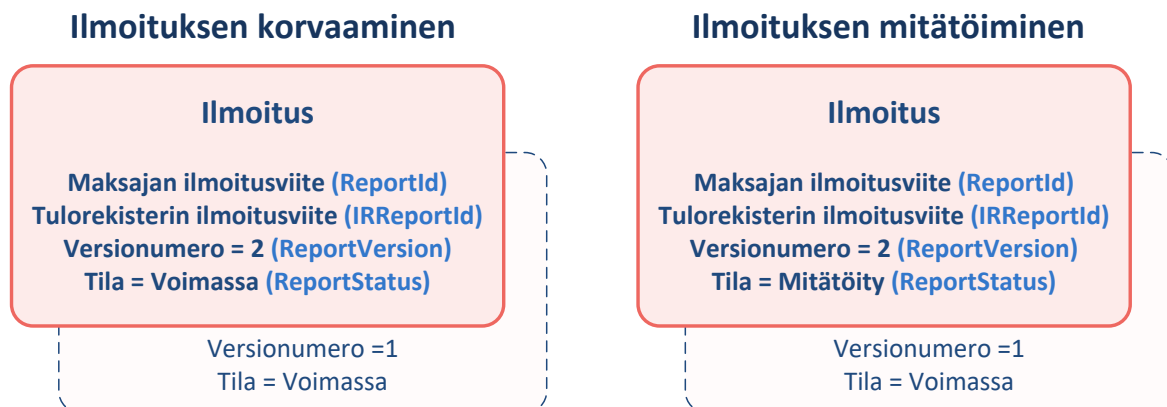 Ilmoituksen korvaaminen
Ilmoitus
Maksajan ilmoitusviite (ReportId)
Tulorekisterin ilmoitusviite (IRReportId)
Versionumero = 2 (ReportVersion)
Tila = Voimassa (ReportStatus)
Versionumero =1
Tila = Voimassa
Ilmoituksen mitätöiminen
Ilmoitus
Maksajan ilmoitusviite (ReportId)
Tulorekisterin ilmoitusviite (IRReportId)
Versionumero = 2 (ReportVersion)
Tila = Mitätöity (ReportStatus)
Versionumero =1
Tila = Voimassa